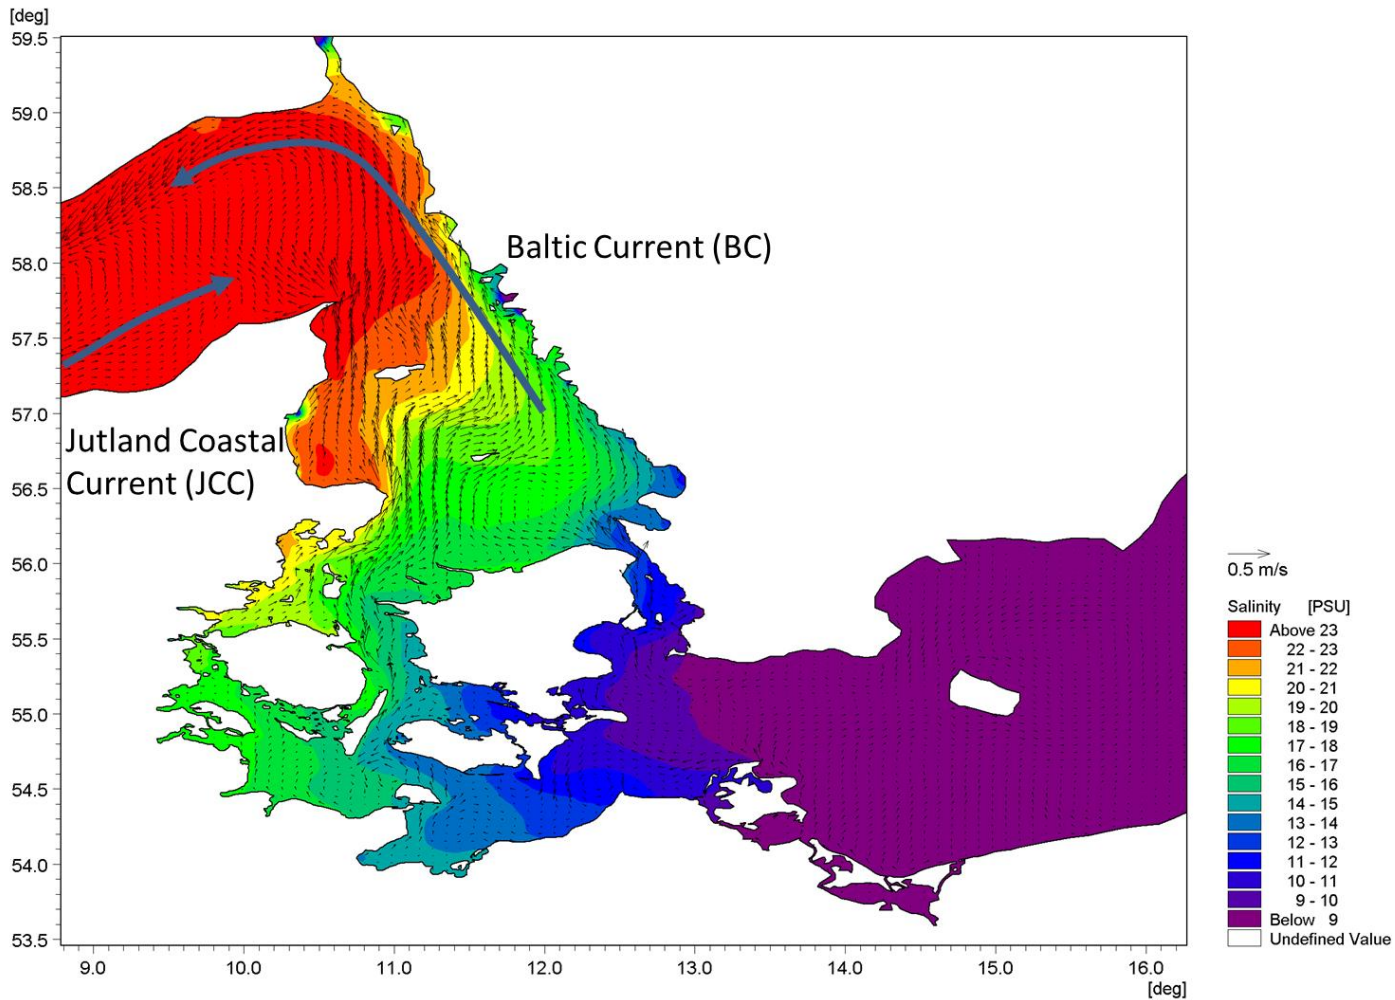 [deg]
59.5
59.0
58.5
58.0
57.5
57.0
56.5
56.0
55.5
55.0
54.5
54.0
53.5
Baltic Current (BC)
Jutland Coastal
Current (JCC)
9.0 10.0 11.0 12.0 13.0 14.0 15.0 16.0
[deg]
0.5 m/s
Salinity [PSU]
Above 23
22 - 23
21 - 22
20 - 21
19 - 20
18 - 19
17 - 18
16 - 17
15 - 16
14 - 15
13 - 14
12 - 13
11 - 12
10 - 11
9 - 10
Below 9
Undefined Value